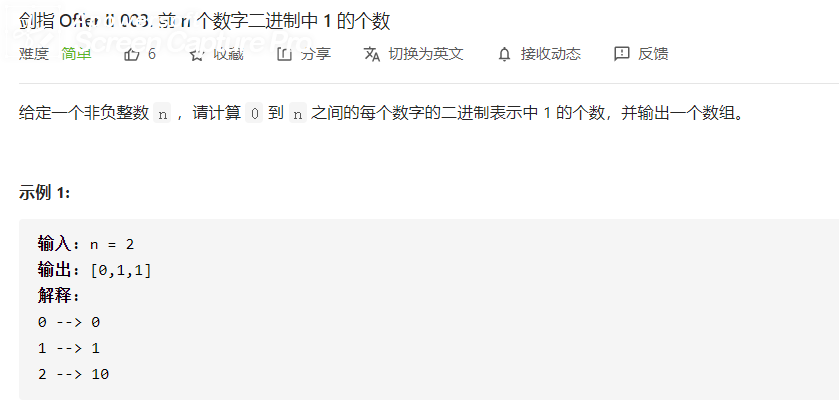 剑指 Offer II 003. 前 n 个数字二进制中 1 的个数
难度 简单 6 收藏 分享 切换为英文 接收动态 反馈
给定一个非负整数 n ，请计算 0 到 n 之间的每个数字的二进制表示中 1 的个数，并输出一个数组。
示例 1:
输入：n = 2
输出：[0,1,1]
解释：
0 --> 0
1 --> 1
2 --> 10